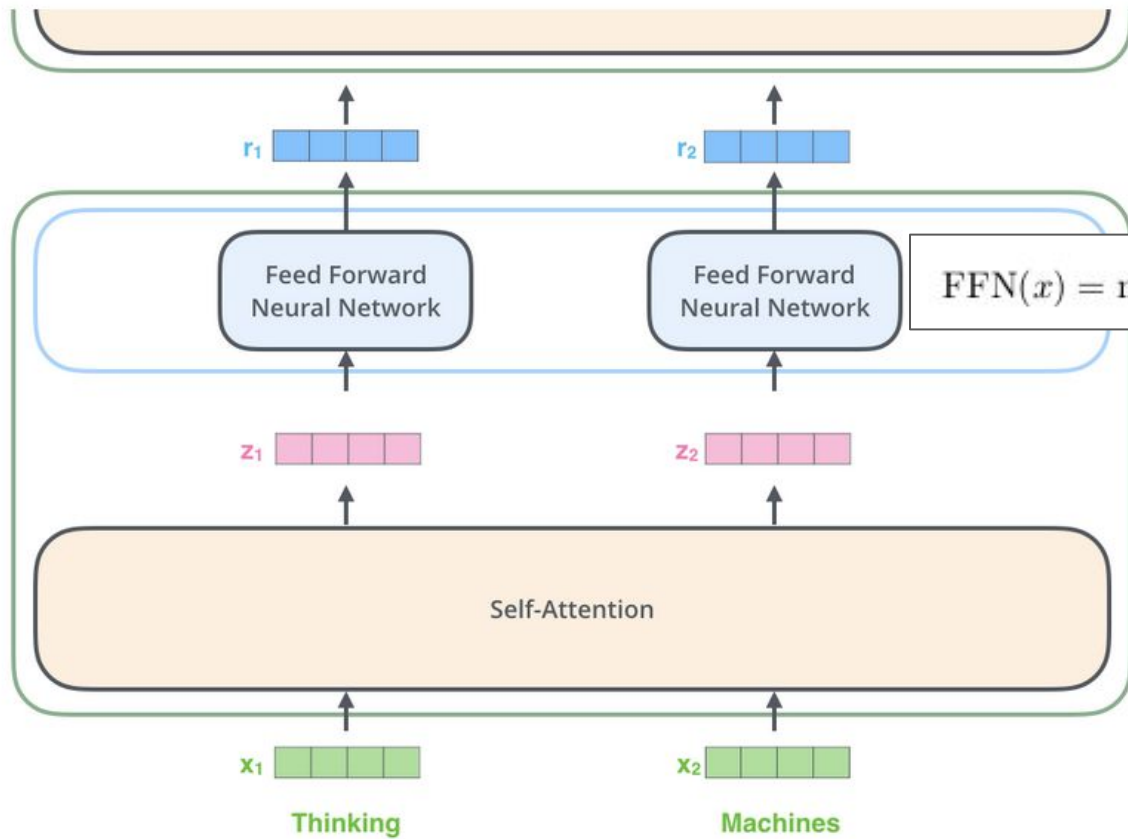 r₁
r₂
Feed Forward
Neural Network
Feed Forward
Neural Network
FFN(x) =
z₁
z₂
Self-Attention
x₁
x₂
Thinking
Machines